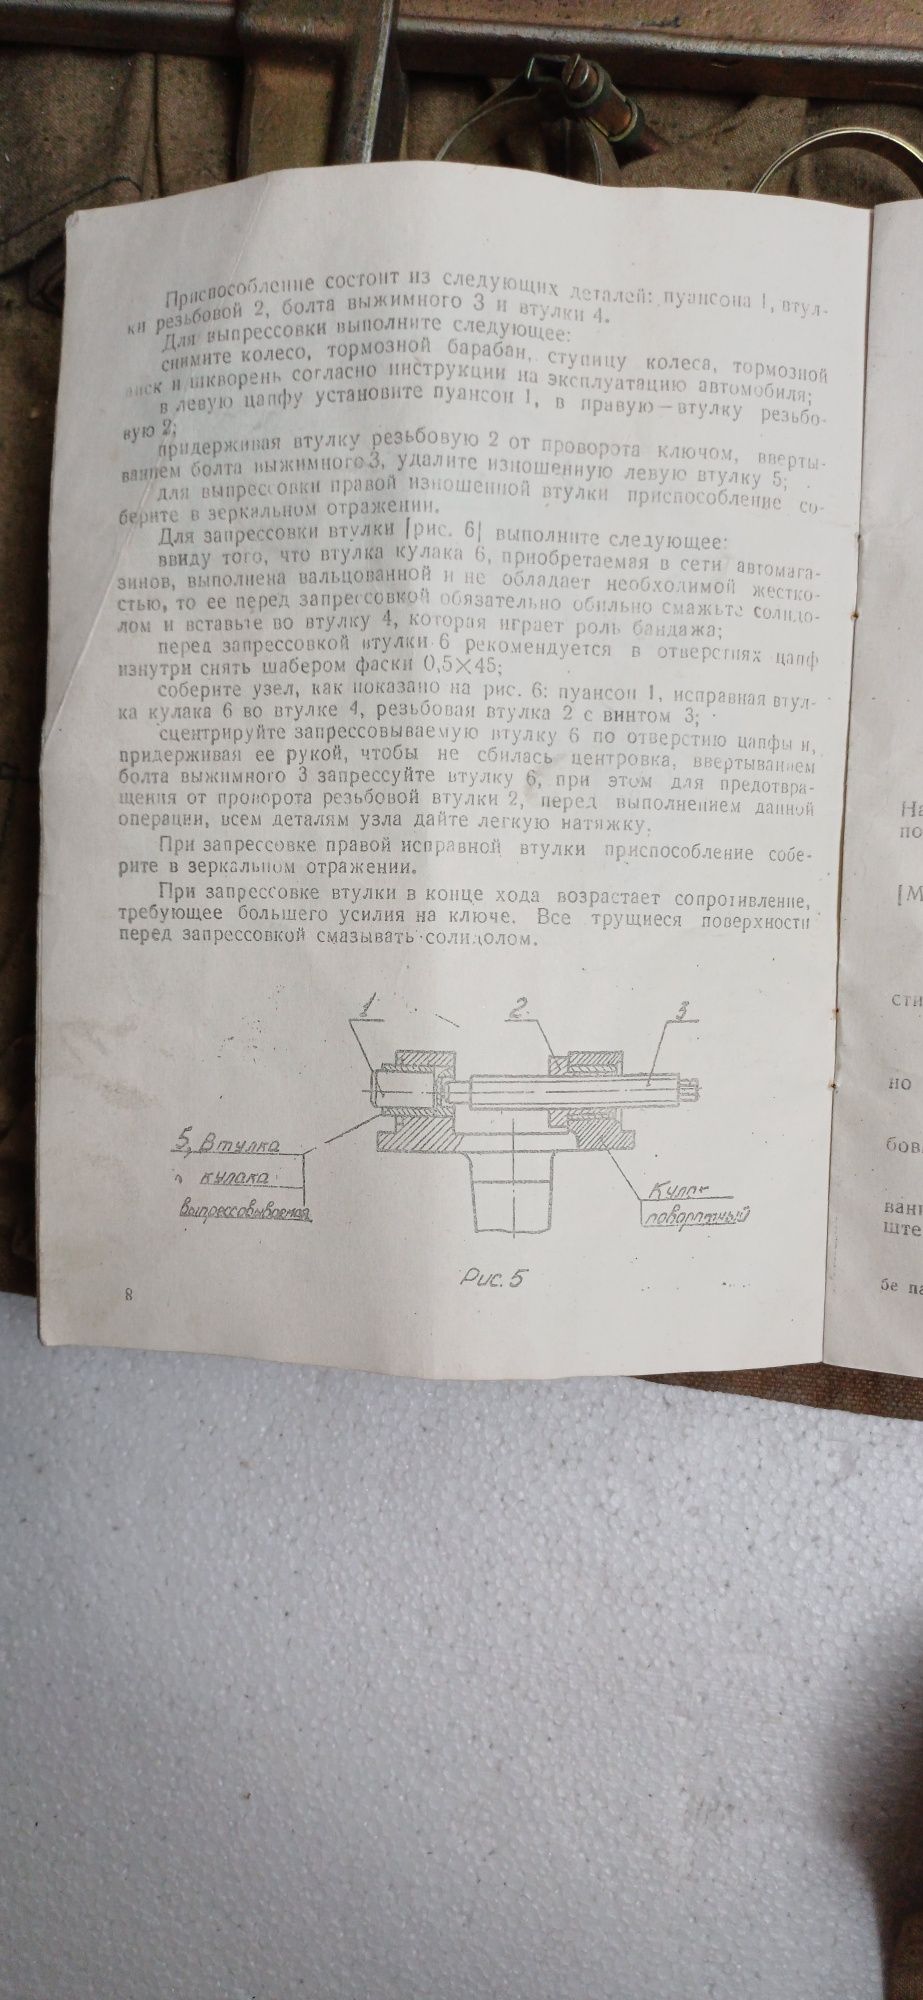 Приспособление состоит из следующих деталей: пуансона 1, втул-
ки резьбовой 2, болта выжимного 3 и втулки 4.
Для выпрессовки выполните следующее:
снимите колесо, тормозной барабан, ступицу колеса, тормозной
диск и шкворень согласно инструкции на эксплуатацию автомобиля;
в левую цапфу установите пуансон 1, в правую — втулку резьбо-
вую 2;
придерживая втулку резьбовую 2 от проворота ключом, вверты-
ванием болта выжимного 3, удалите изношенную левую втулку 5;
для выпрессовки правой изношенной втулки приспособление со-
берите в зеркальном отражении.
Для запрессовки втулки [рис. 6] выполните следующее:
ввиду того, что втулка кулака 6, приобретаемая в сети автомага-
зинов, выполнена вальцованной и не обладает необходимой жестко-
стью, то ее перед запрессовкой обязательно обильно смажьте солидо-
лом и вставьте во втулку 4, которая играет роль бандажа;
перед запрессовкой втулки 6 рекомендуется в отверстиях цапф
изнутри снять шабером фаски 0,5×45;
соберите узел, как показано на рис. 6: пуансон 1, исправная втул-
ка кулака 6 во втулке 4, резьбовая втулка 2 с винтом 3;
сцентрируйте запрессовываемую втулку 6 по отверстию цапфы и,
придерживая ее рукой, чтобы не сбилась центровка, ввертыванием
болта выжимного 3 запрессуйте втулку 6, при этом для предотвра-
щения от проворота резьбовой втулки 2, перед выполнением данной
операции, всем деталям узла дайте легкую натяжку.
При запрессовке правой исправной втулки приспособление собе-
рите в зеркальном отражении.
При запрессовке втулки в конце хода возрастает сопротивление,
требующее большего усилия на ключе. Все трущиеся поверхности
перед запрессовкой смазывать солидолом.
1 2 3
5, Втулка
кулака
выпрессовываемая
Кулак
поворотный
Рис. 5
8
На
по
[М
сти
но
бов
ван
ште
бе па